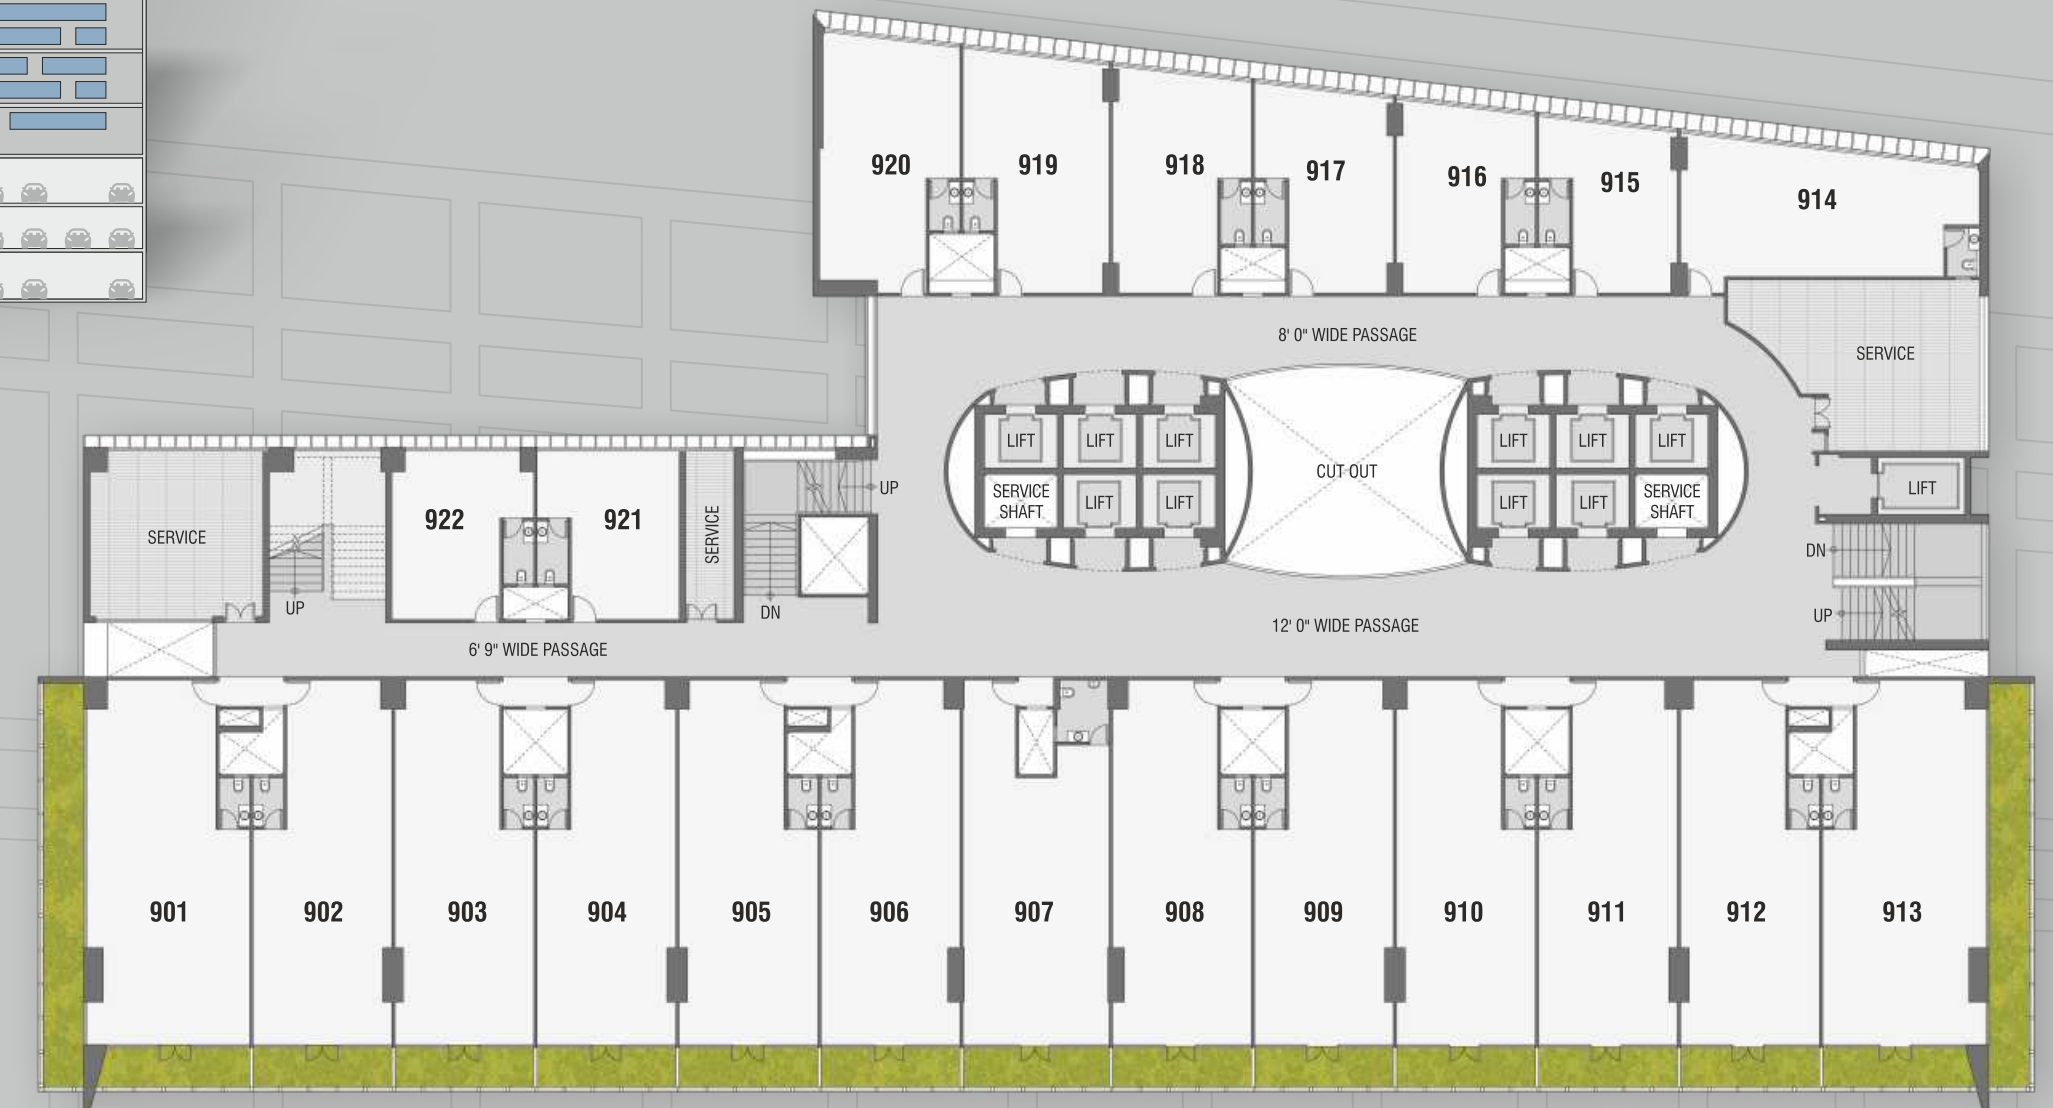 920
919
918
917
916
915
914
8' 0" WIDE PASSAGE
SERVICE
LIFT
LIFT
LIFT
LIFT
LIFT
LIFT
CUT OUT
SERVICE
SHAFT
LIFT
LIFT
LIFT
LIFT
SERVICE
SHAFT
LIFT
UP
922
921
SERVICE
SERVICE
DN
UP
DN
UP
12' 0" WIDE PASSAGE
6' 9" WIDE PASSAGE
901
902
903
904
905
906
907
908
909
910
911
912
913